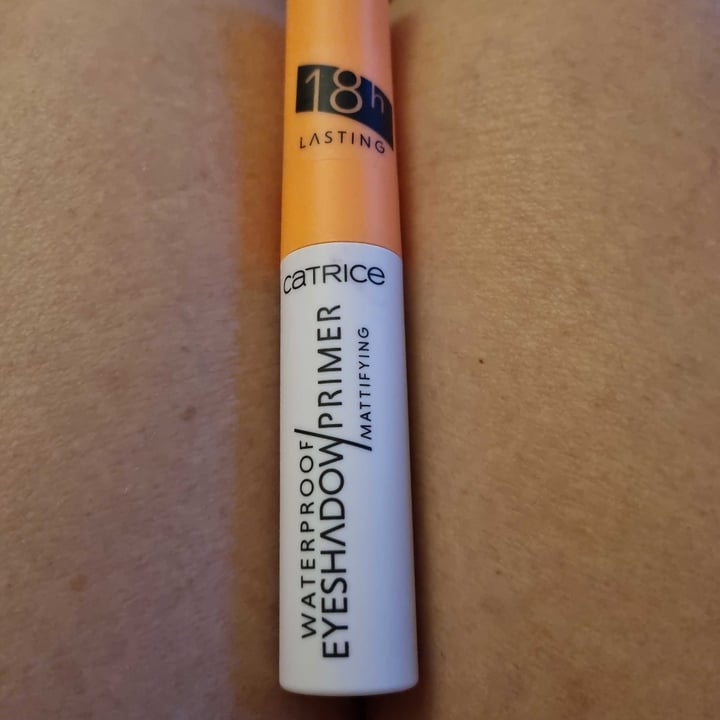 18h
LASTING
CATRICE
WATERPROOF
EYESHADOW PRIMER
MATTIFYING